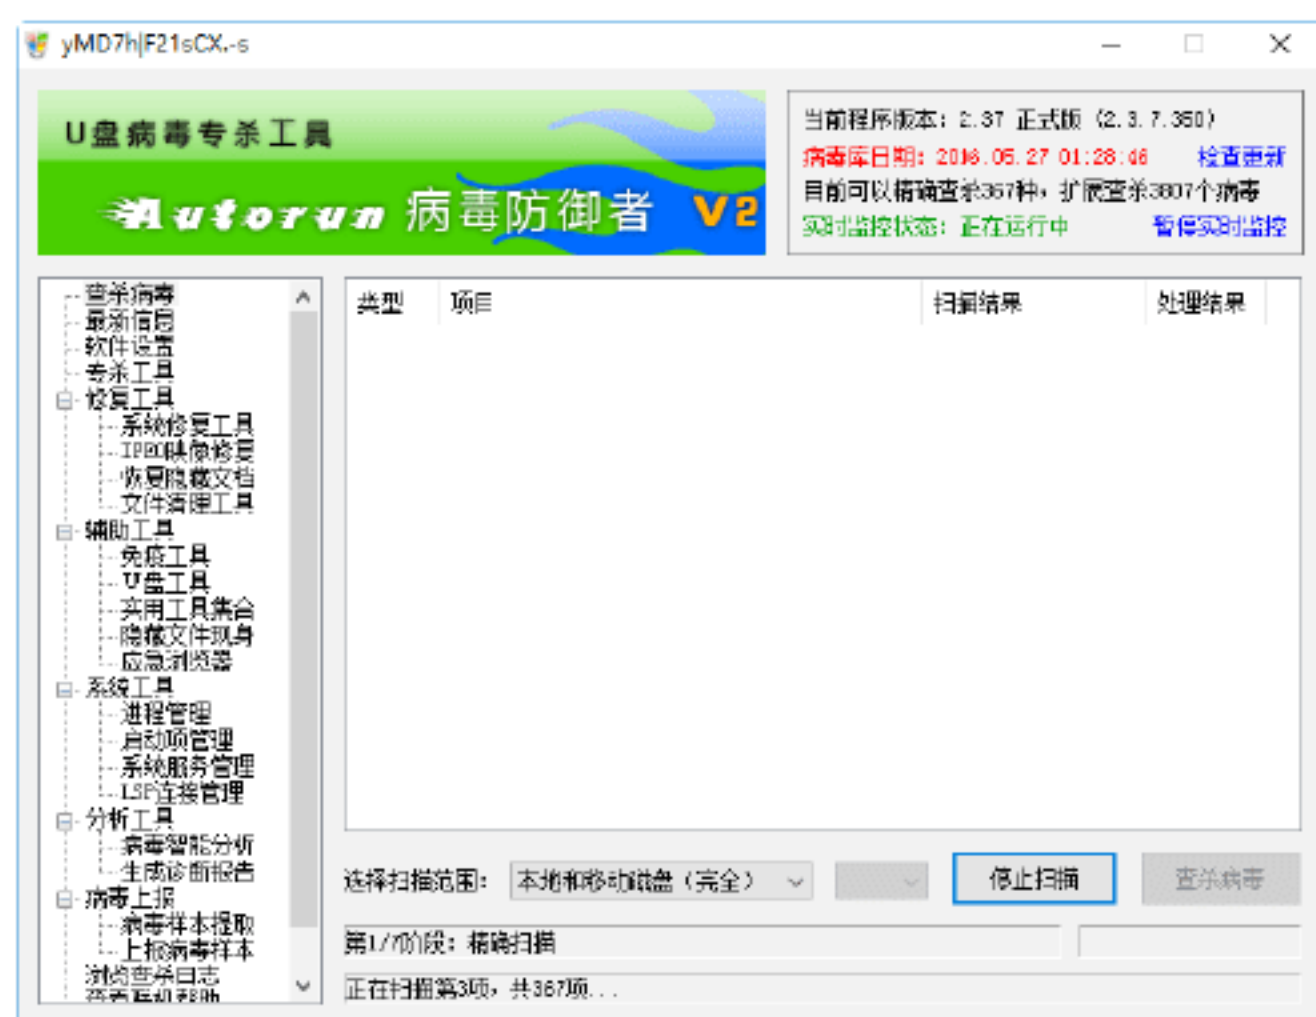 yMD7h|F21sCX.-s
U盘病毒专杀工具
Autorun 病毒防御者 V2
当前程序版本：2.37 正式版（2.3.7.350）
病毒库日期：2016.05.27 01:28:46 检查更新
目前可以精确查杀367种，扩展查杀3807个病毒
实时监控状态：正在运行中 暂停实时监控
查杀病毒
最新信息
软件设置
专杀工具
修复工具
系统修复工具
IFEO映像修复
恢复隐藏文档
文件清理工具
辅助工具
免疫工具
U盘工具
实用工具集合
隐藏文件现身
应急浏览器
系统工具
进程管理
启动项管理
系统服务管理
LSP连接管理
分析工具
病毒智能分析
生成诊断报告
病毒上报
病毒样本提取
上报病毒样本
浏览查杀日志
类型 项目 扫描结果 处理结果
选择扫描范围： 本地和移动磁盘（完全） 停止扫描 查杀病毒
第1/7阶段：精确扫描
正在扫描第3项，共367项...